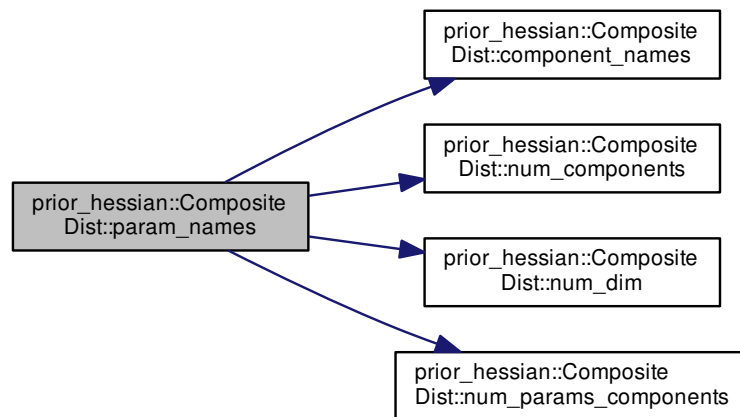 prior_hessian::Composite
Dist::component_names
prior_hessian::Composite
Dist::num_components
prior_hessian::Composite
Dist::param_names
prior_hessian::Composite
Dist::num_dim
prior_hessian::Composite
Dist::num_params_components